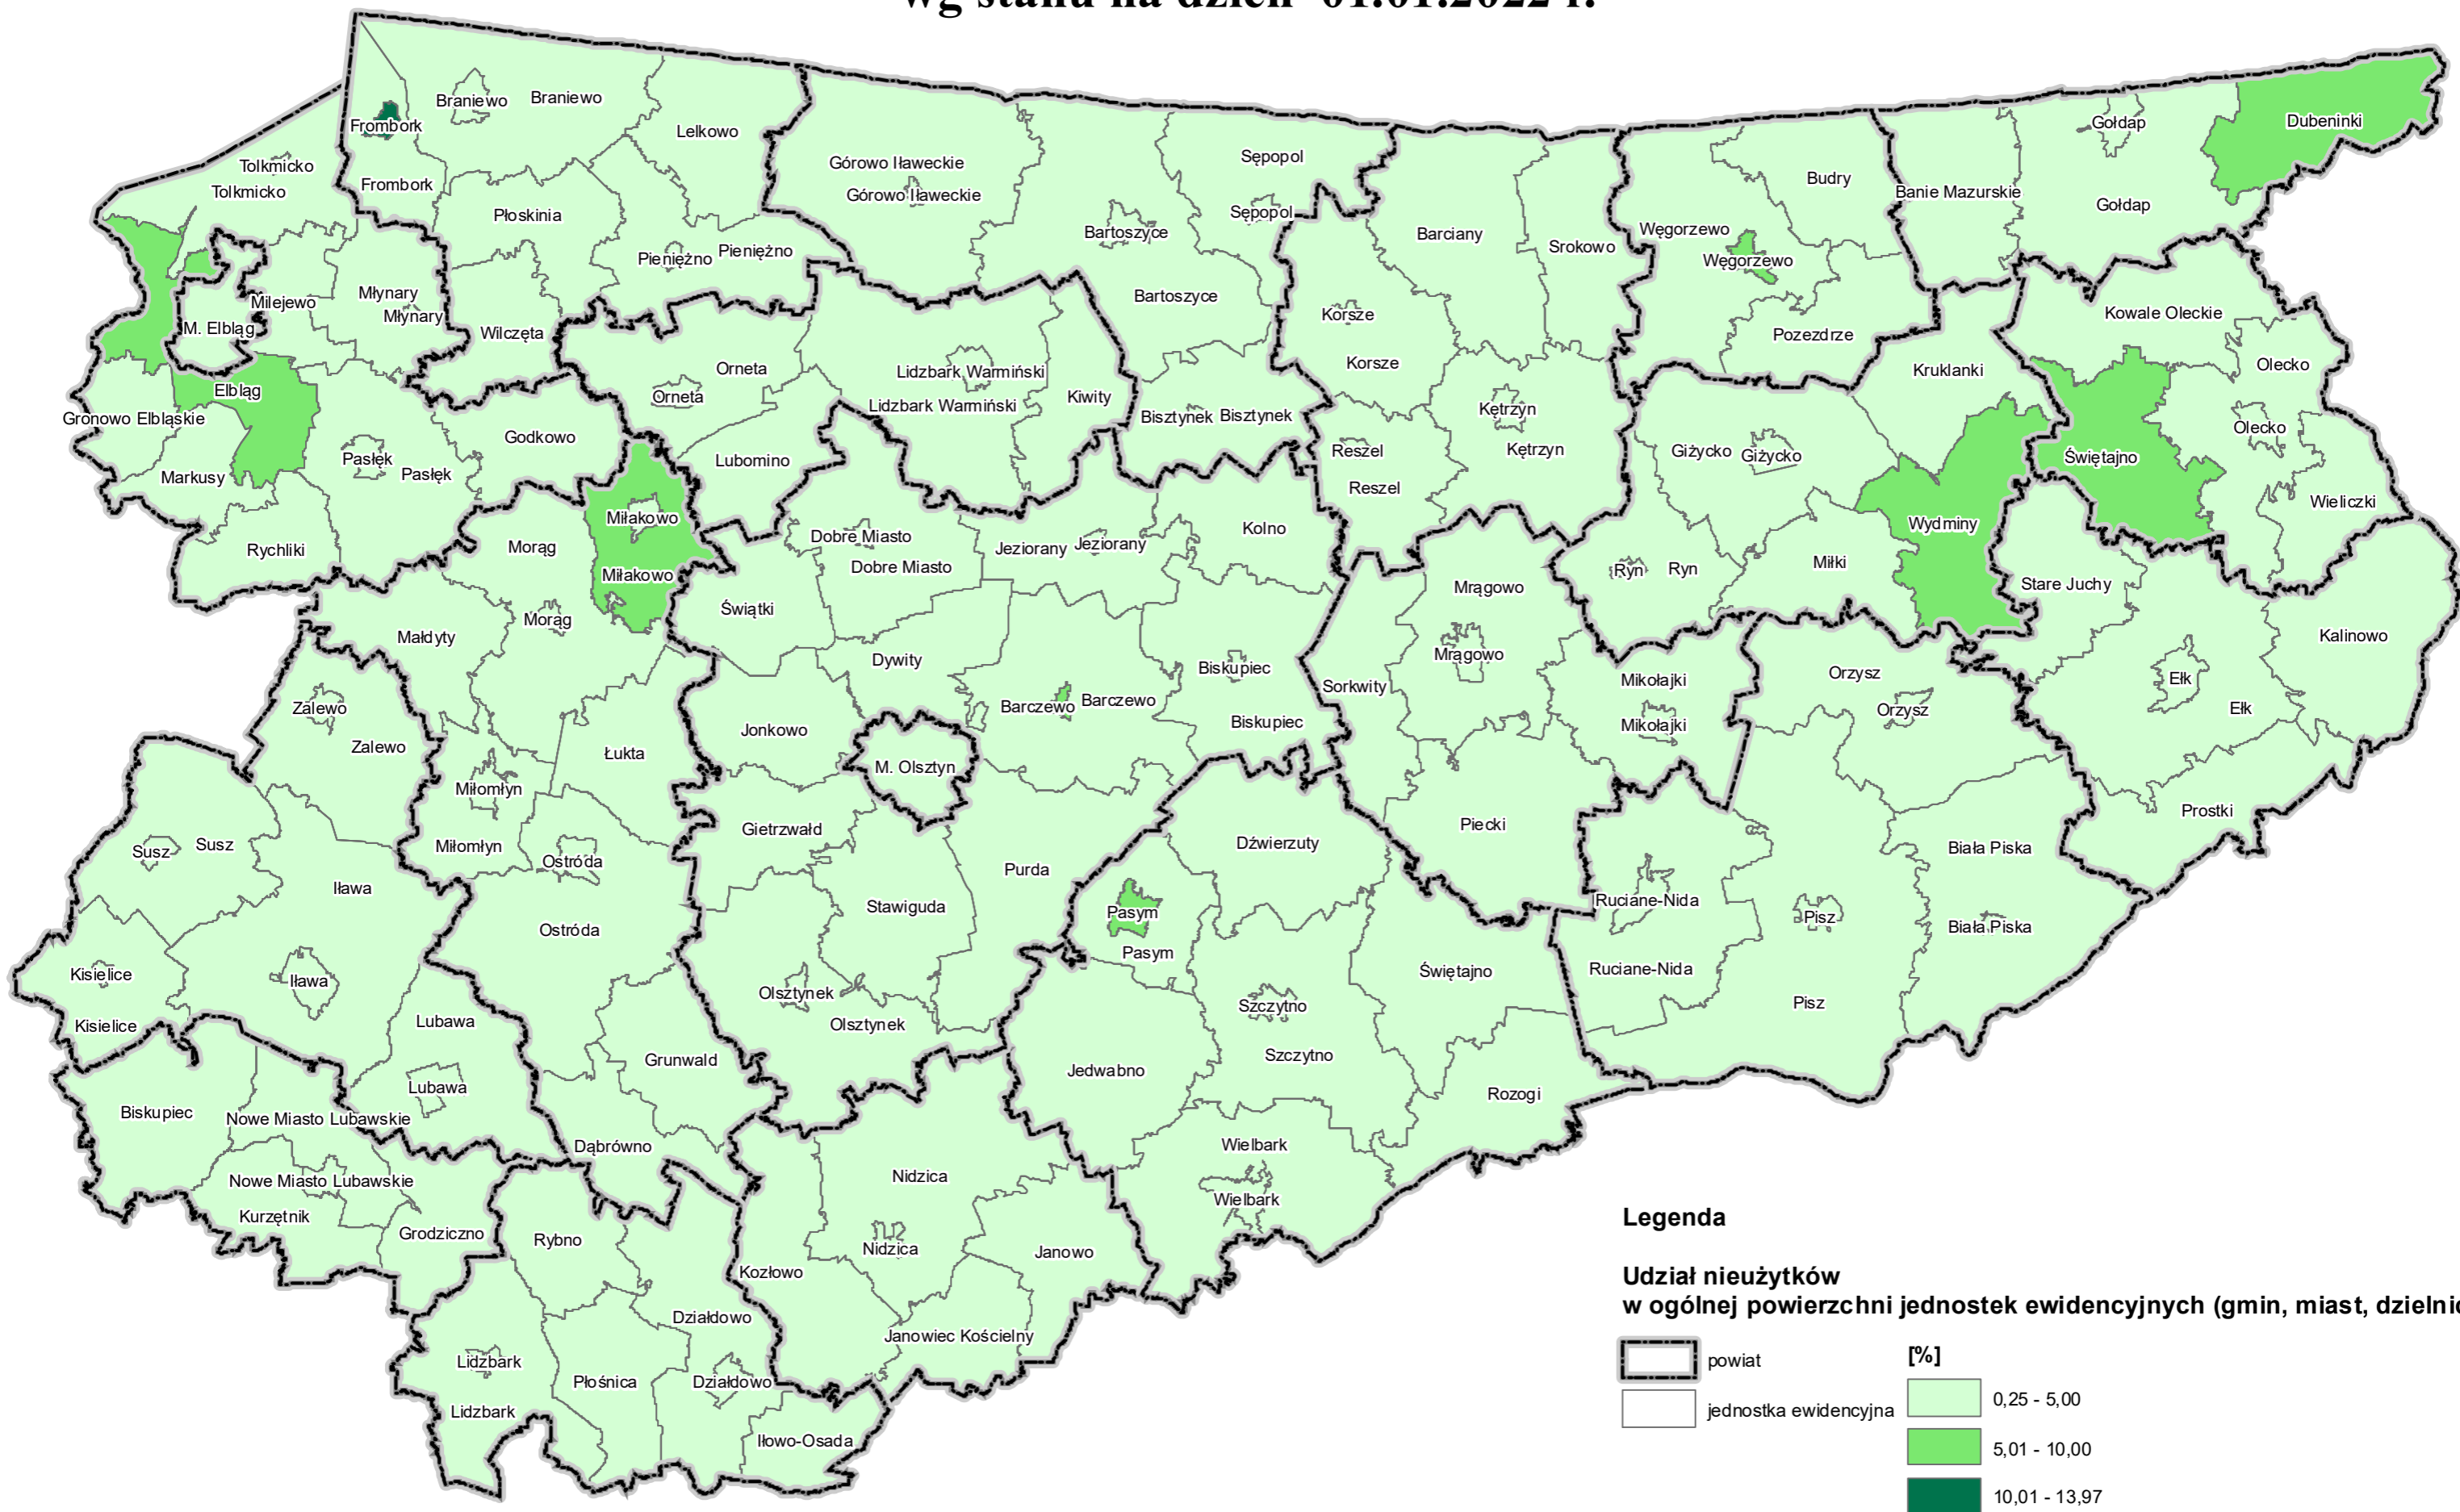 wg stanu na dzień 01.01.2022 r.
Braniewo
Braniewo
Frombork
Lelkowo
Tolkmicko
Tolkmicko
Frombork
Płoskinia
Górowo Iławeckie
Górowo Iławeckie
Sępopol
Sępopol
Bartoszyce
Bartoszyce
Barciany
Srokowo
Węgorzewo
Węgorzewo
Budry
Banie Mazurskie
Gołdap
Gołdap
Dubeninki
Pieniężno
Pieniężno
Milejewo
Młynary
Młynary
M. Elbląg
Wilczęta
Korsze
Korsze
Pozezdrze
Kowale Oleckie
Olecko
Olecko
Kruklanki
Elbląg
Gronowo Elbląskie
Markusy
Orneta
Orneta
Lidzbark Warmiński
Lidzbark Warmiński
Kiwity
Bisztynek
Bisztynek
Kętrzyn
Kętrzyn
Reszel
Reszel
Giżycko
Giżycko
Świętajno
Wieliczki
Pasłęk
Pasłęk
Godkowo
Lubomino
Rychliki
Morąg
Morąg
Miłakowo
Miłakowo
Dobre Miasto
Dobre Miasto
Jeziorany
Jeziorany
Kolno
Wydminy
Miłki
Ryn
Ryn
Mrągowo
Mrągowo
Stare Juchy
Kalinowo
Małdyty
Świątki
Dywity
Biskupiec
Biskupiec
Barczewo
Barczewo
Sorkwity
Mikołajki
Mikołajki
Orzysz
Orzysz
Ełk
Ełk
Zalewo
Zalewo
Łukta
Jonkowo
M. Olsztyn
Miłomłyn
Miłomłyn
Prostki
Piecki
Gietrzwałd
Dźwierzuty
Susz
Susz
Ostróda
Ostróda
Purda
Biała Piska
Biała Piska
Iława
Iława
Stawiguda
Pasym
Pasym
Ruciane-Nida
Ruciane-Nida
Pisz
Pisz
Kisielice
Kisielice
Olsztynek
Olsztynek
Szczytno
Szczytno
Świętajno
Lubawa
Lubawa
Grunwald
Jedwabno
Rozogi
Biskupiec
Nowe Miasto Lubawskie
Nowe Miasto Lubawskie
Dąbrówno
Wielbark
Wielbark
Nidzica
Nidzica
Kurzętnik
Grodziczno
Rybno
Janowo
Kozłowo
Działdowo
Działdowo
Janowiec Kościelny
Lidzbark
Lidzbark
Płośnica
Iłowo-Osada
Legenda
Udział nieużytków
w ogólnej powierzchni jednostek ewidencyjnych (gmin, miast, dzielnic
powiat
jednostka ewidencyjna
[%]
0,25 - 5,00
5,01 - 10,00
10,01 - 13,97